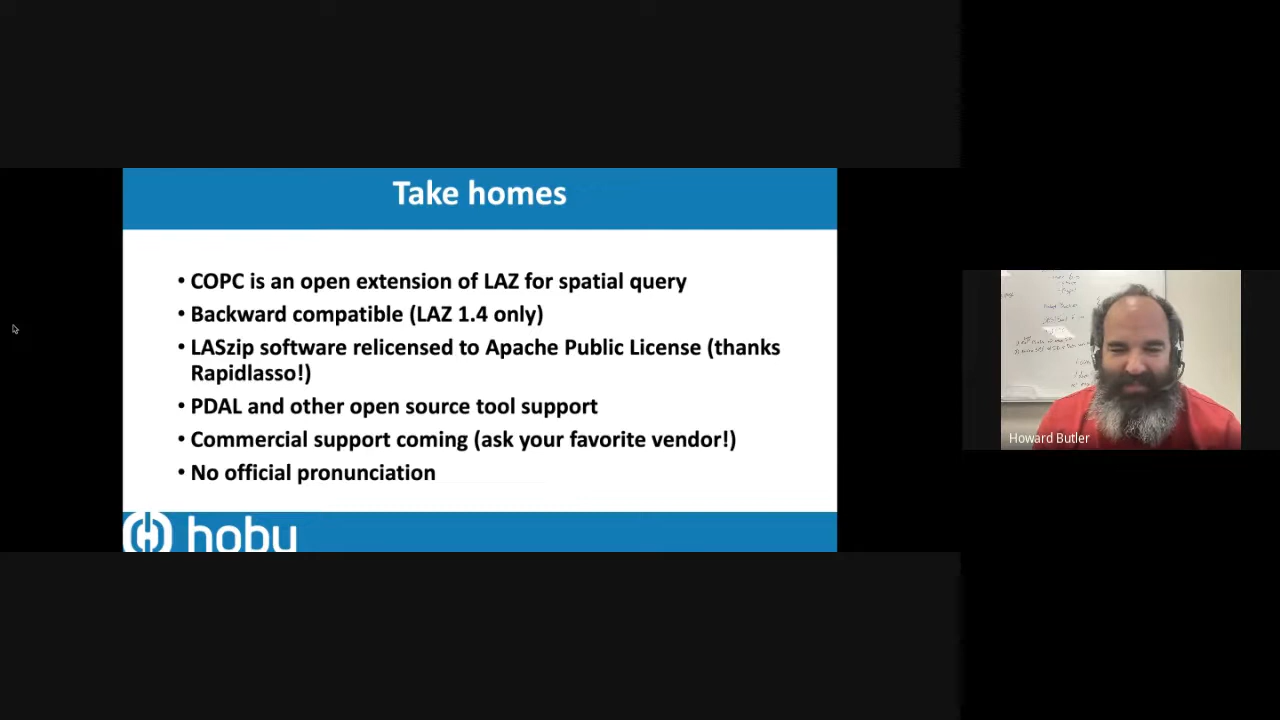 Take homes
• COPC is an open extension of LAZ for spatial query
• Backward compatible (LAZ 1.4 only)
• LASzip software relicensed to Apache Public License (thanks
Rapidlasso!)
• PDAL and other open source tool support
• Commercial support coming (ask your favorite vendor!)
• No official pronunciation
hobu
Howard Butler